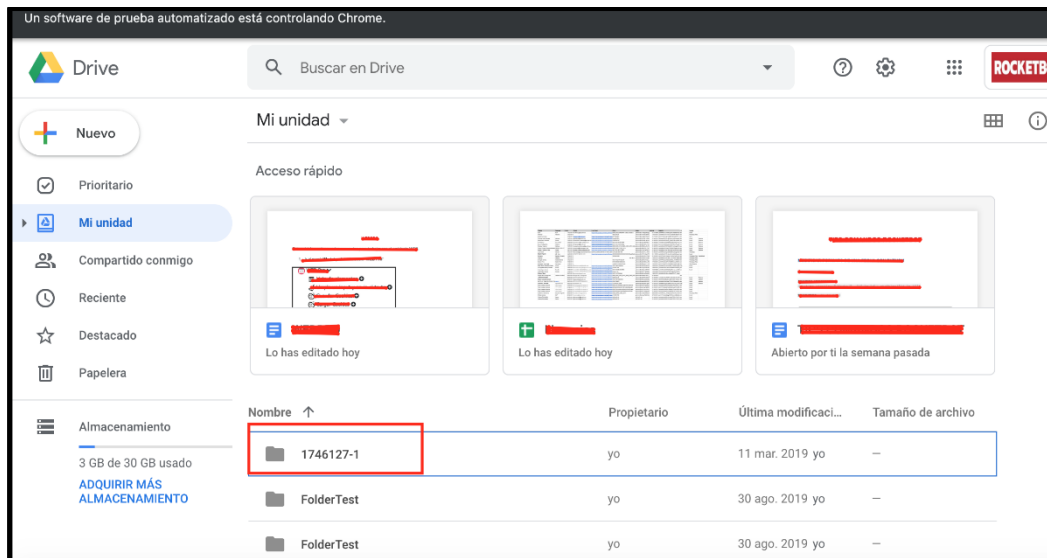 Un software de prueba automatizado está controlando Chrome.
Drive
Buscar en Drive
ROCKETB
Nuevo
Mi unidad
Prioritario
Mi unidad
Compartido conmigo
Reciente
Destacado
Papelera
Almacenamiento
3 GB de 30 GB usado
ADQUIRIR MÁS
ALMACENAMIENTO
Acceso rápido
Lo has editado hoy
Lo has editado hoy
Abierto por ti la semana pasada
Nombre Propietario Última modificaci... Tamaño de archivo
1746127-1 yo 11 mar. 2019 yo —
FolderTest yo 30 ago. 2019 yo —
FolderTest yo 30 ago. 2019 yo —